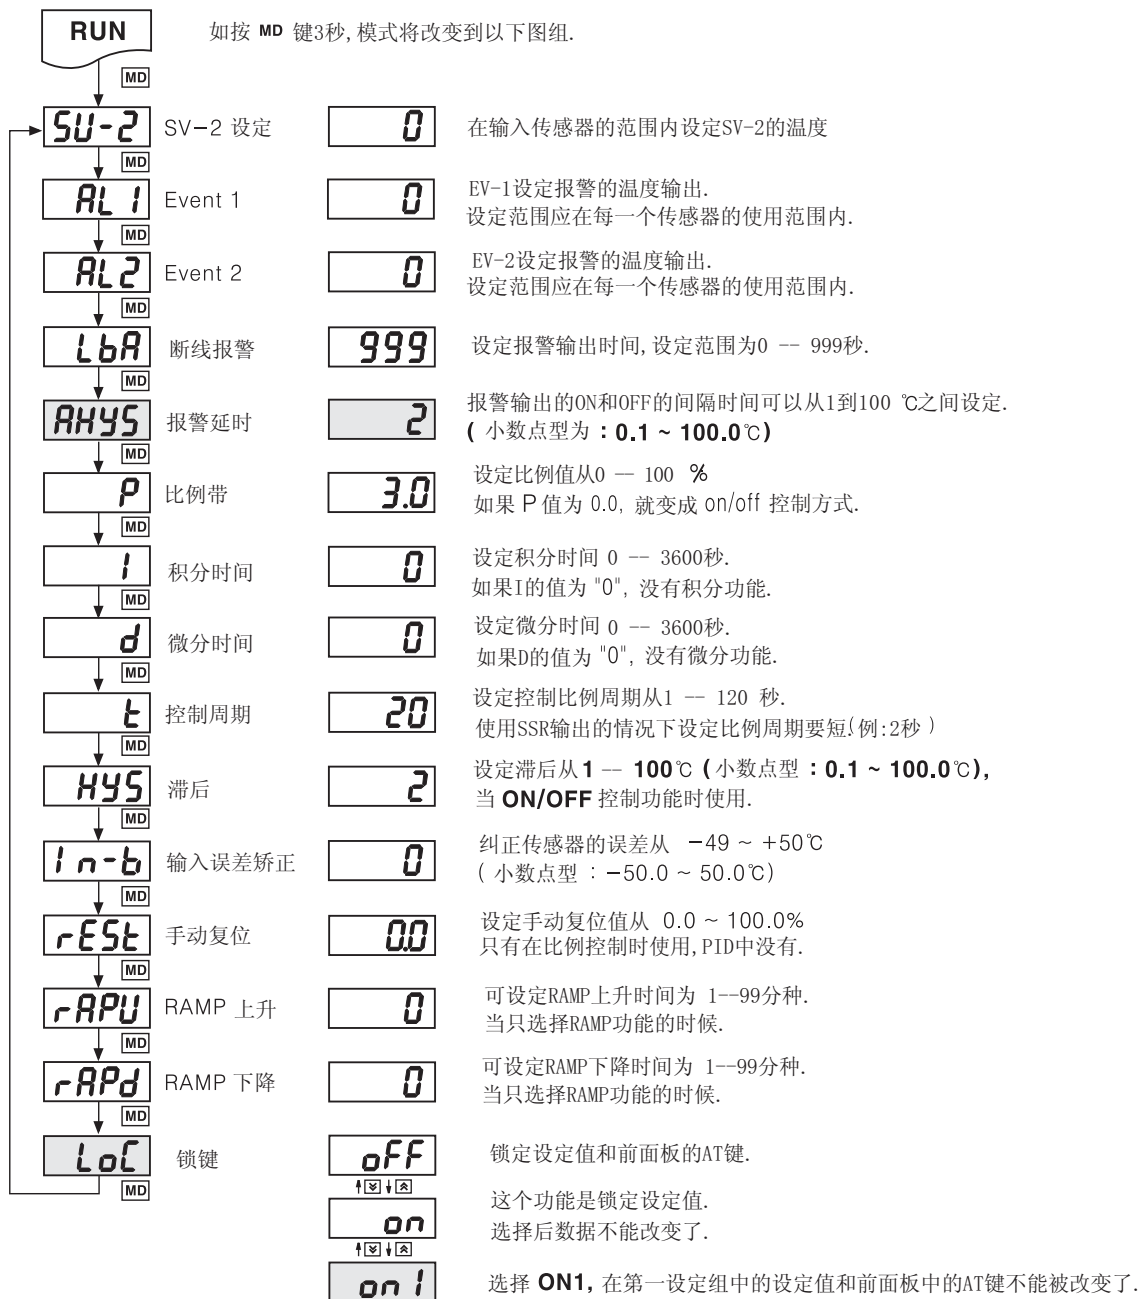 RUN 如按 MD 键3秒,模式将改变到以下图组.
MD
SV-2 SV-2 设定 0 在输入传感器的范围内设定SV-2的温度
MD
AL 1 Event 1 0 EV-1设定报警的温度输出.
设定范围应在每一个传感器的使用范围内.
MD
AL2 Event 2 0 EV-2设定报警的温度输出.
设定范围应在每一个传感器的使用范围内.
MD
LbA 断线报警 999 设定报警输出时间,设定范围为0 -- 999秒.
MD
AHYS 报警延时 2 报警输出的ON和OFF的间隔时间可以从1到100 ℃之间设定.
( 小数点型为 : 0.1 ~ 100.0℃)
MD
P 比例带 3.0 设定比例值从0 -- 100 %
如果 P 值为 0.0, 就变成 on/off 控制方式.
MD
I 积分时间 0 设定积分时间 0 -- 3600秒.
如果I的值为 "0", 没有积分功能.
MD
d 微分时间 0 设定微分时间 0 -- 3600秒.
如果D的值为 "0", 没有微分功能.
MD
t 控制周期 20 设定控制比例周期从1 -- 120 秒.
使用SSR输出的情况下设定比例周期要短(例:2秒 )
MD
HYS 滞后 2 设定滞后从 1 -- 100℃ (小数点型 : 0.1 ~ 100.0℃),
当 ON/OFF 控制功能时使用.
MD
In-b 输入误差矫正 0 纠正传感器的误差从 -49 ~ +50℃
( 小数点型 : -50.0 ~ 50.0℃)
MD
rESt 手动复位 0.0 设定手动复位值从 0.0 ~ 100.0%
只有在比例控制时使用,PID中没有.
MD
rAPU RAMP 上升 0 可设定RAMP上升时间为 1--99分种.
当只选择RAMP功能的时候.
MD
rAPd RAMP 下降 0 可设定RAMP下降时间为 1--99分种.
当只选择RAMP功能的时候.
MD
LoC 锁键 oFF 锁定设定值和前面板的AT键.
MD
on 这个功能是锁定设定值.
选择后数据不能改变了.
on 1 选择 ON1, 在第一设定组中的设定值和前面板中的AT键不能被改变了.